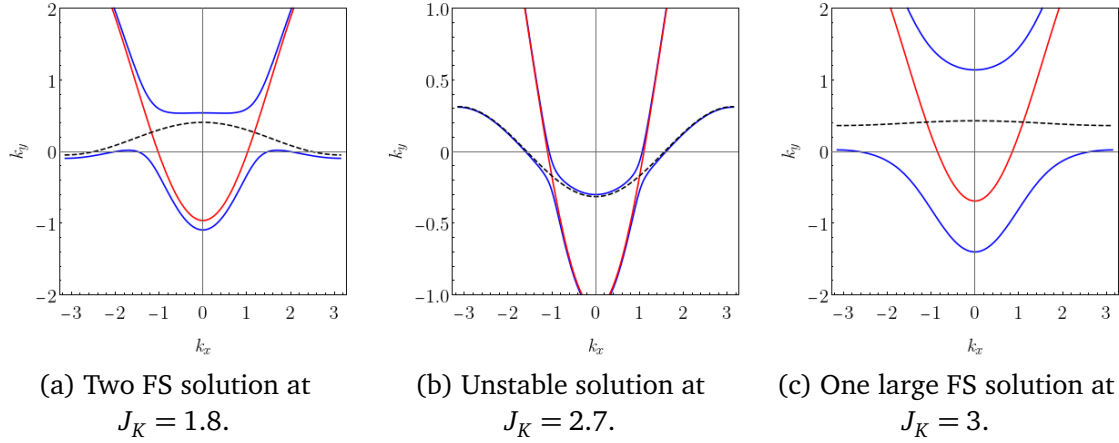 2
1
0
−1
−2
k_y
−3 −2 −1 0 1 2 3
k_x
1.0
0.5
0
−0.5
−1.0
k_y
−3 −2 −1 0 1 2 3
k_x
2
1
0
−1
−2
k_y
−3 −2 −1 0 1 2 3
k_x
(a) Two FS solution at
J_K = 1.8.
(b) Unstable solution at
J_K = 2.7.
(c) One large FS solution at
J_K = 3.